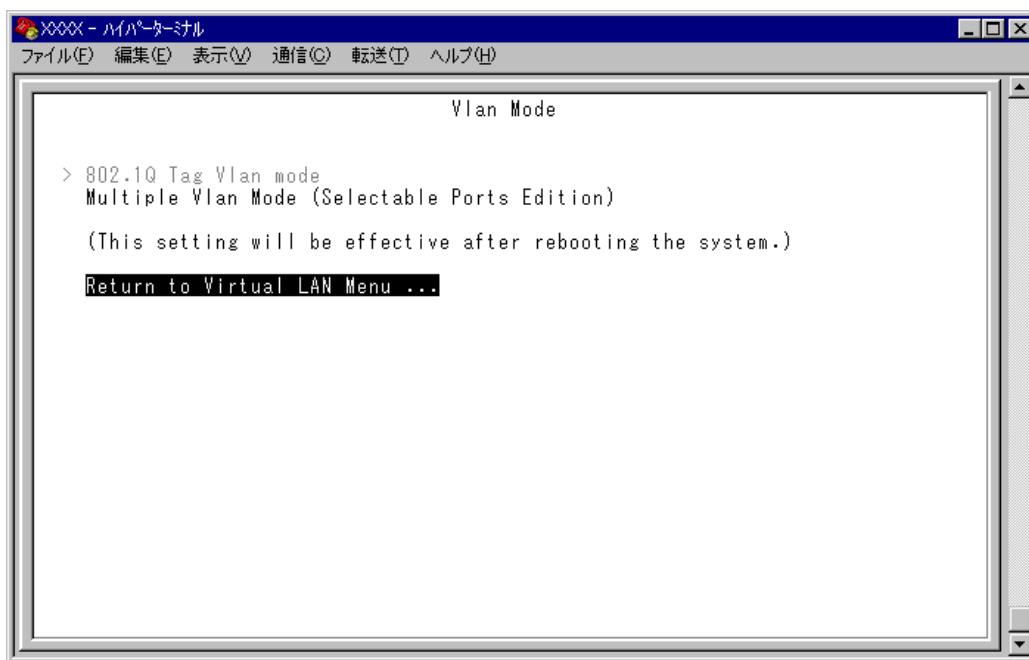 XXXX - ハイパーターミナル
ファイル(F) 編集(E) 表示(V) 通信(C) 転送(T) ヘルプ(H)
Vlan Mode
> 802.1Q Tag Vlan mode
Multiple Vlan Mode (Selectable Ports Edition)
(This setting will be effective after rebooting the system.)
Return to Virtual LAN Menu ...